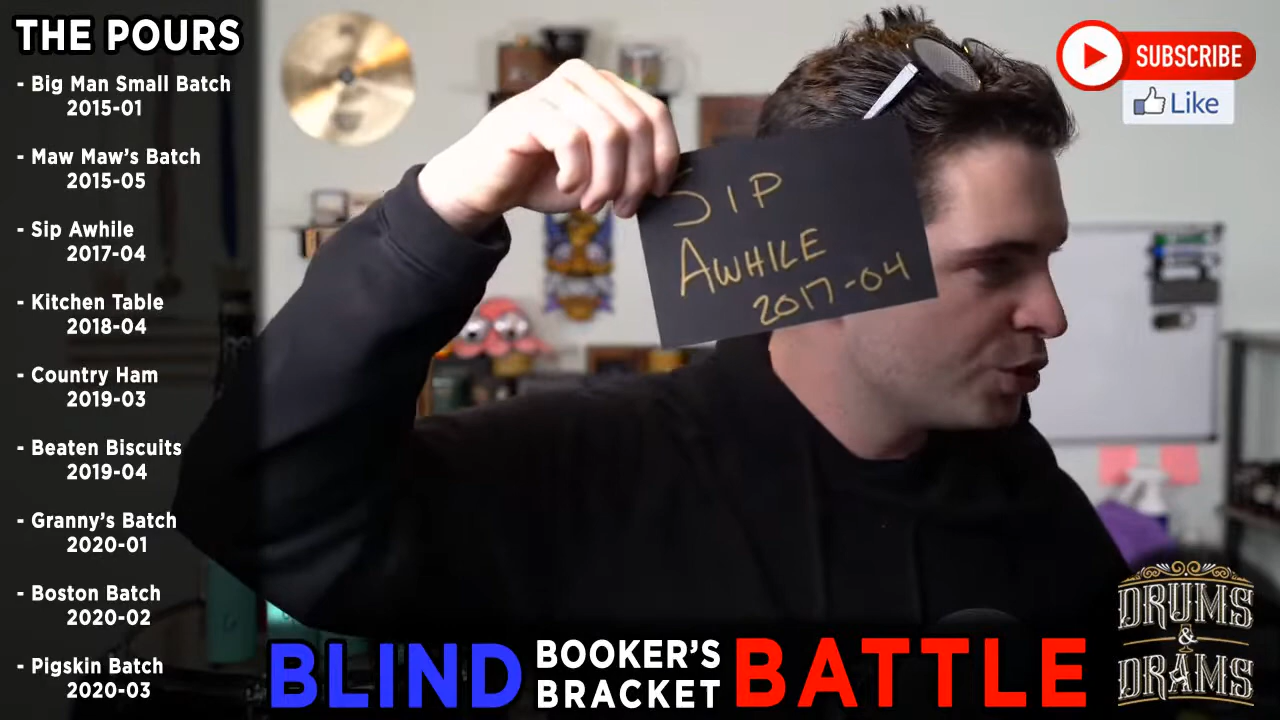 THE POURS
- Big Man Small Batch
2015-01
- Maw Maw's Batch
2015-05
- Sip Awhile
2017-04
- Kitchen Table
2018-04
- Country Ham
2019-03
- Beaten Biscuits
2019-04
- Granny's Batch
2020-01
- Boston Batch
2020-02
- Pigskin Batch
2020-03
SIP
AWHILE
2017-04
SUBSCRIBE
Like
BLIND BOOKER'S BRACKET BATTLE
DRUMS
&
DRAMS